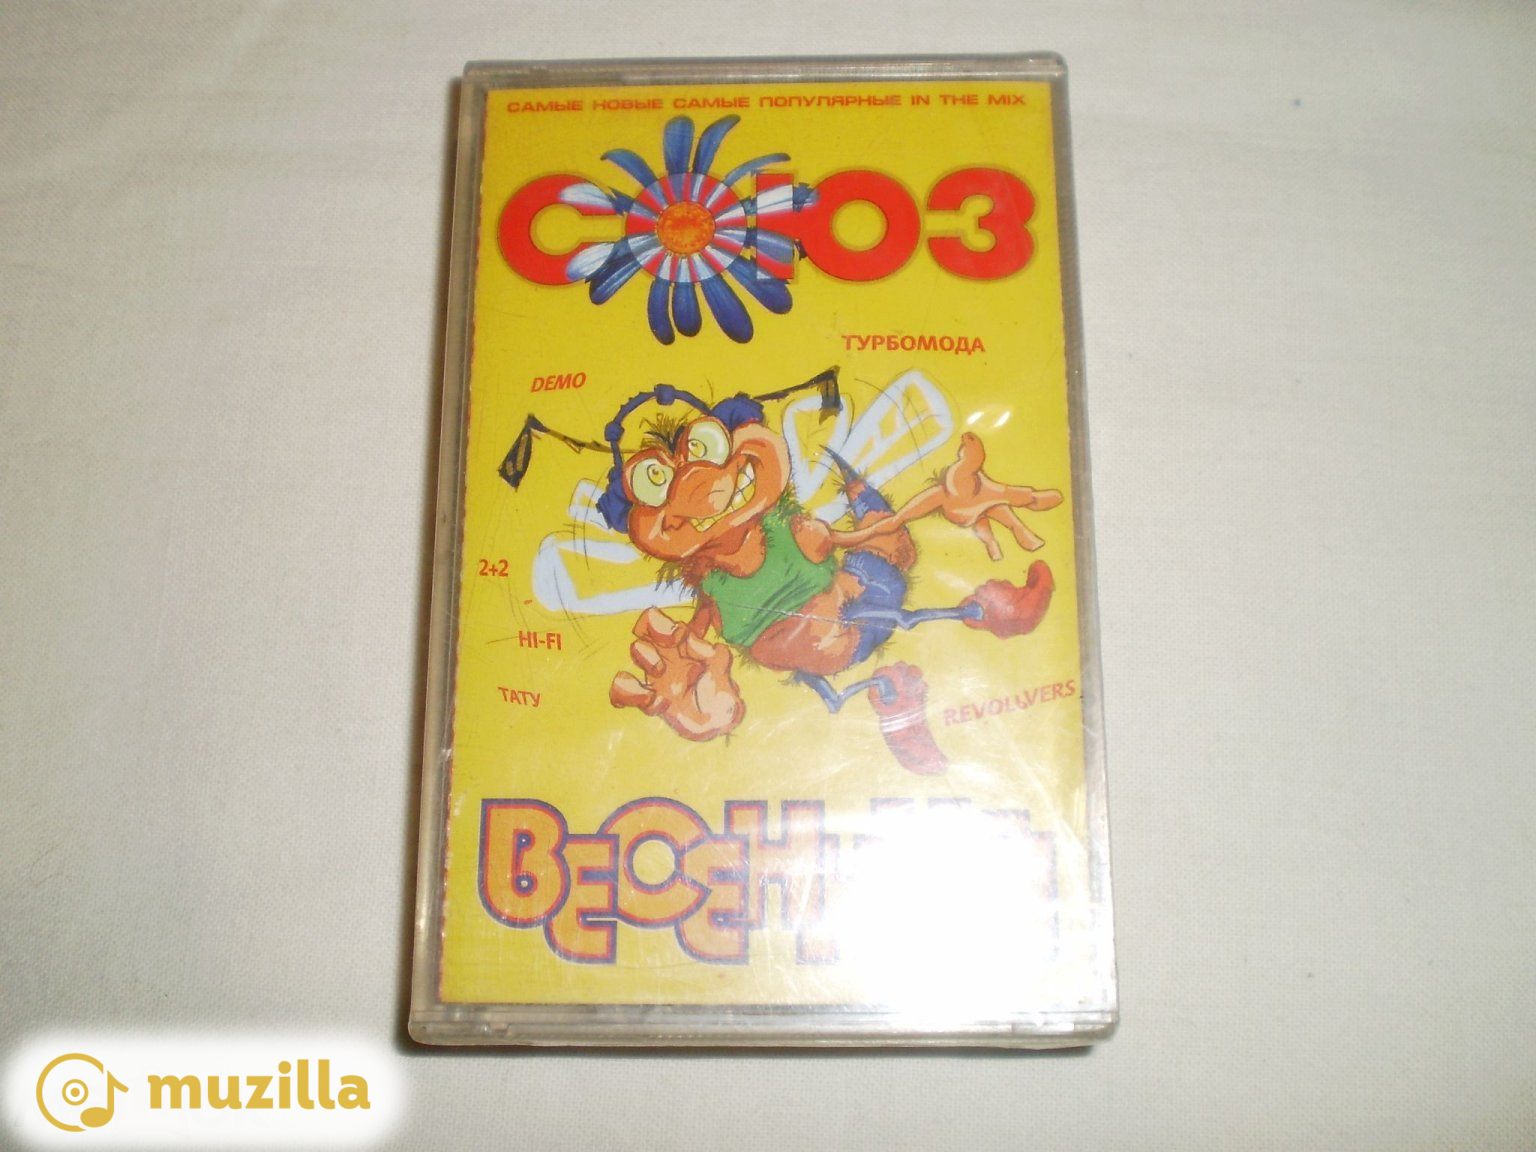 САМЫЕ НОВЫЕ САМЫЕ ПОПУЛЯРНЫЕ IN THE MIX
СОЮЗ
ТУРБОМОДА
DEMO
2+2
HI-FI
ТАТУ
REVOLVERS
muzilla